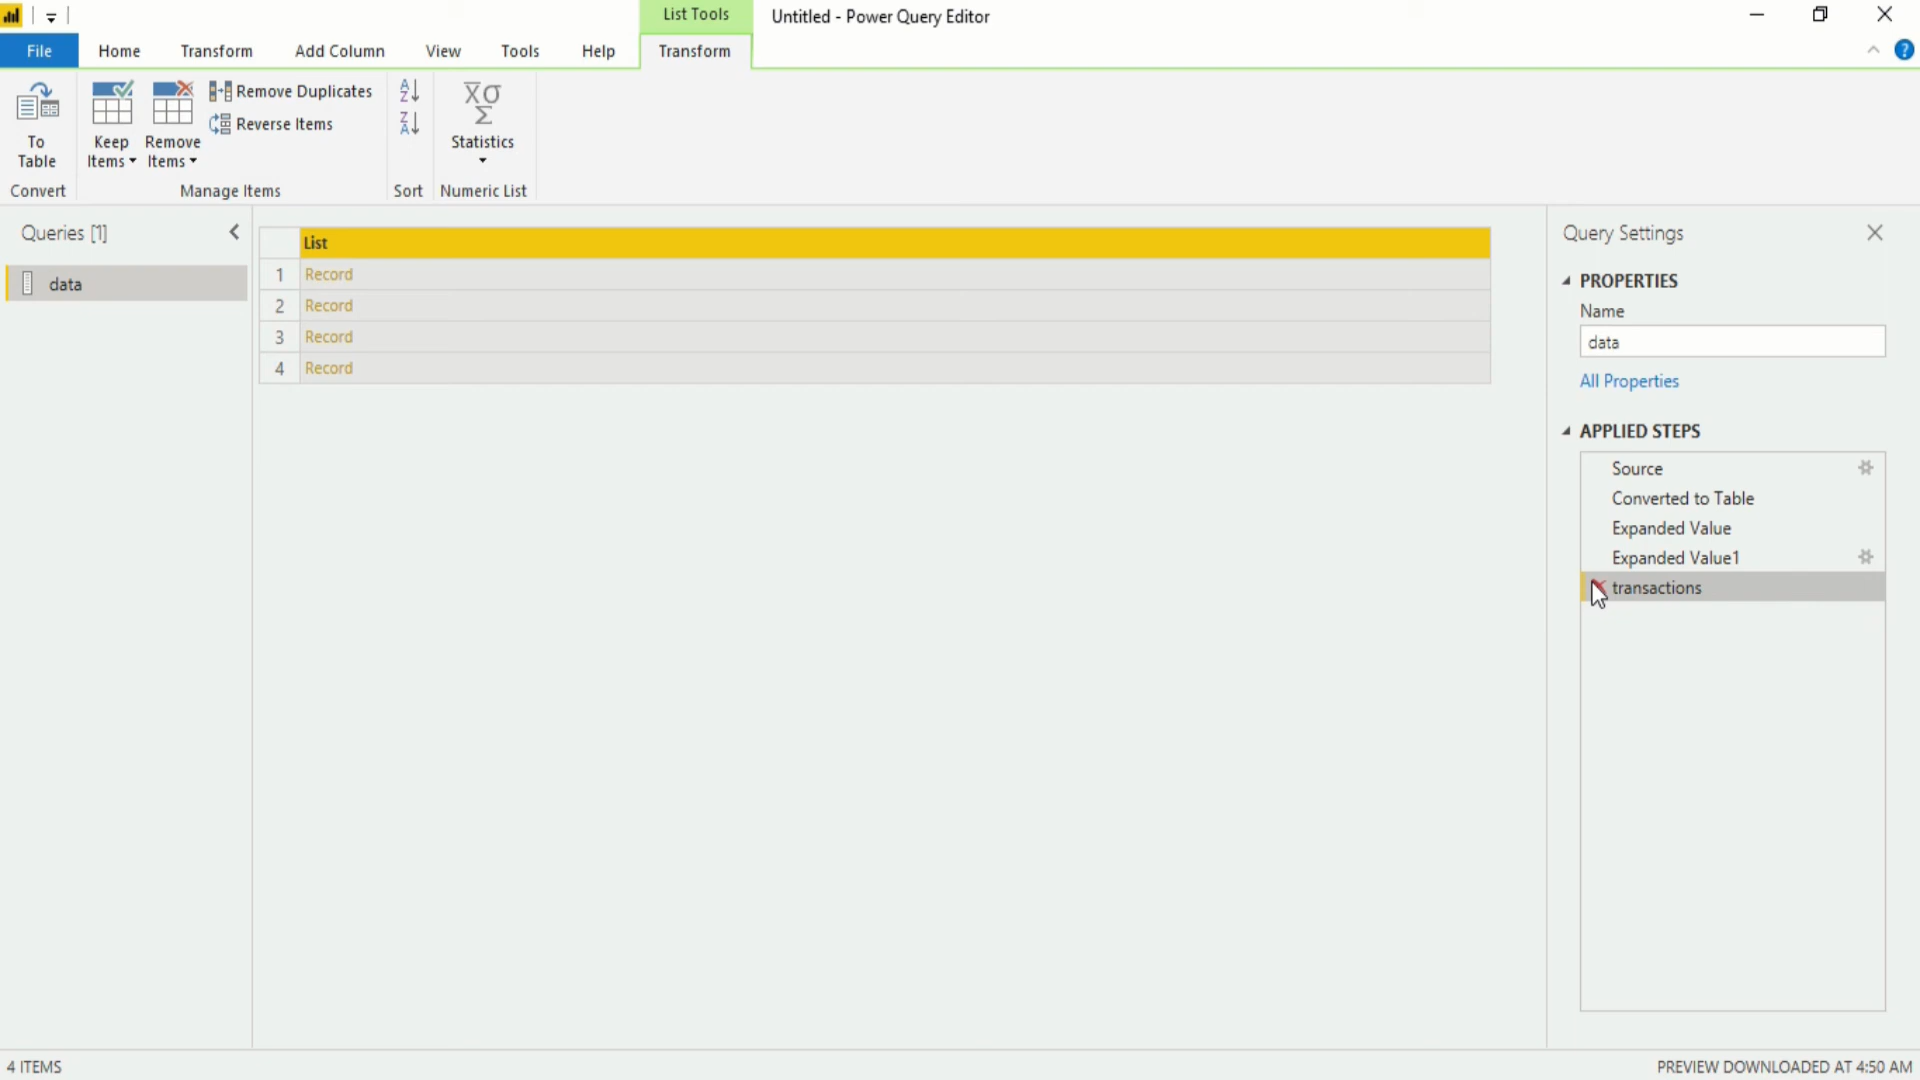 List Tools
Untitled - Power Query Editor
File
Home
Transform
Add Column
View
Tools
Help
Transform
?
To Table
Keep Items
Remove Items
Remove Duplicates
Reverse Items
Statistics
Convert
Manage Items
Sort
Numeric List
Queries [1]
data
List
1 Record
2 Record
3 Record
4 Record
Query Settings
PROPERTIES
Name
data
All Properties
APPLIED STEPS
Source
Converted to Table
Expanded Value
Expanded Value1
transactions
4 ITEMS
PREVIEW DOWNLOADED AT 4:50 AM